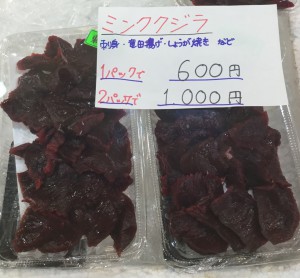 ミンククジラ
お刺身・竜田揚げ・しょうが焼き など
1パックで 600円
2パックで 1,000円